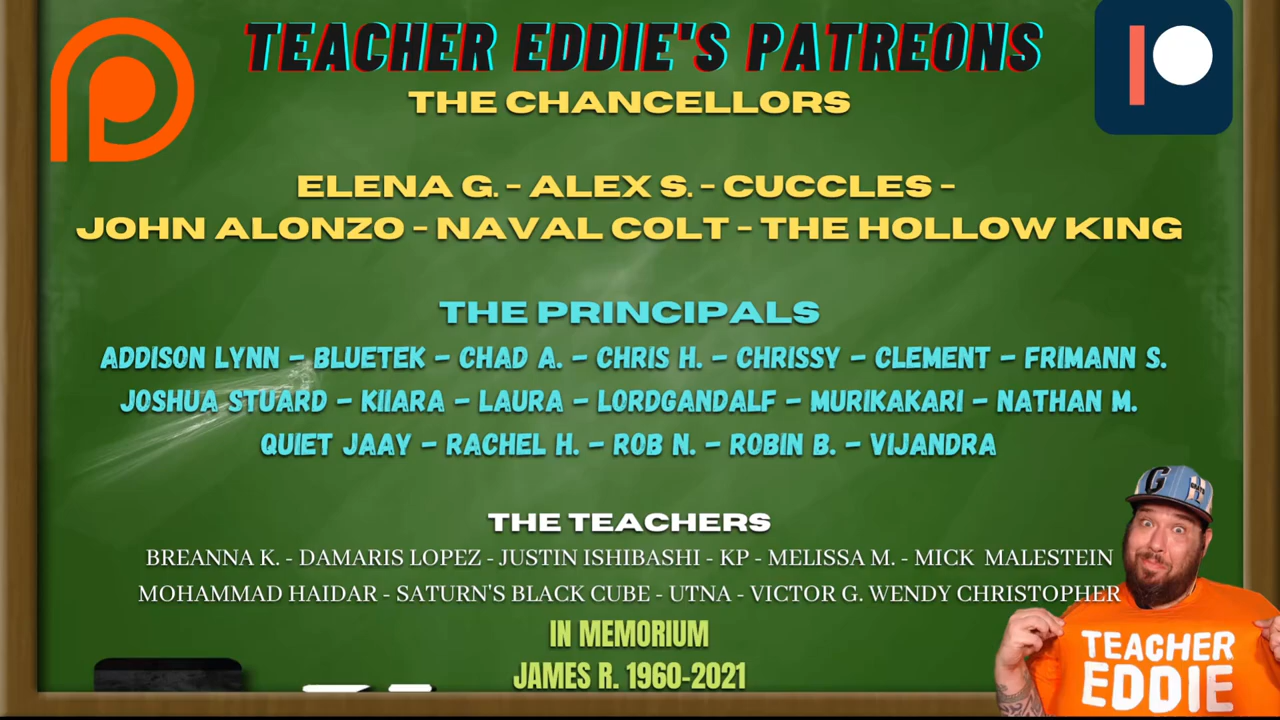 TEACHER EDDIE'S PATREONS
THE CHANCELLORS
ELENA G. - ALEX S. - CUCCLES -
JOHN ALONZO - NAVAL COLT - THE HOLLOW KING
THE PRINCIPALS
ADDISON LYNN - BLUETEK - CHAD A. - CHRIS H. - CHRISSY - CLEMENT - FRIMANN S.
JOSHUA STUARD - KIIARA - LAURA - LORDGANDALF - MURIKAKARI - NATHAN M.
QUIET JAAY - RACHEL H. - ROB N. - ROBIN B. - VIJANDRA
THE TEACHERS
BREANNA K. - DAMARIS LOPEZ - JUSTIN ISHIBASHI - KP - MELISSA M. - MICK MALESTEIN
MOHAMMAD HAIDAR - SATURN'S BLACK CUBE - UTNA - VICTOR G. WENDY CHRISTOPHER
IN MEMORIUM
JAMES R. 1960-2021
TEACHER
EDDIE